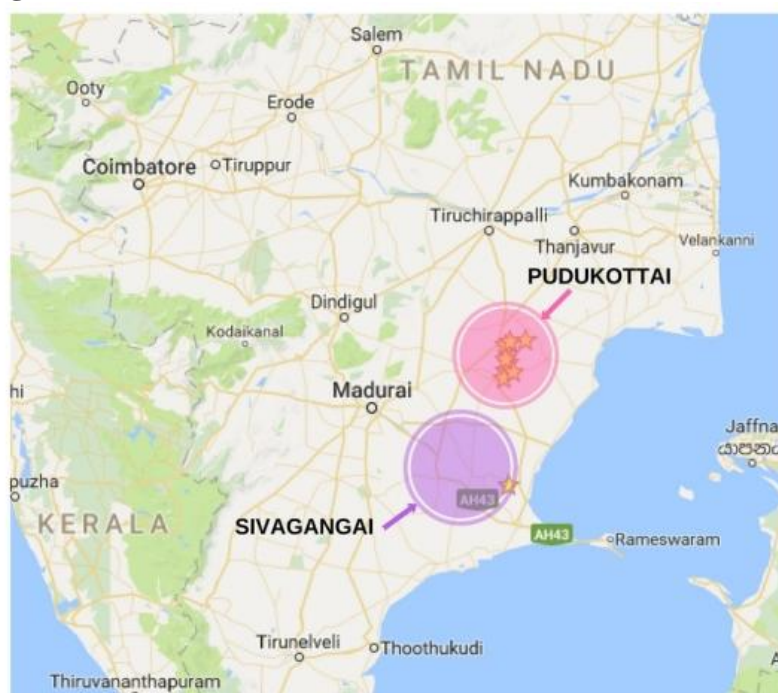 Salem
TAMIL NADU
Ooty
Erode
Coimbatore
Tiruppur
Kumbakonam
Tiruchirappalli
Thanjavur
Velankanni
PUDUKOTTAI
Dindigul
Kodaikanal
Madurai
Jaffna
යාපනය
AH43
puzha
KERALA
SIVAGANGAI
AH43
Rameswaram
Tirunelveli
Thoothukudi
Thiruvananthapuram